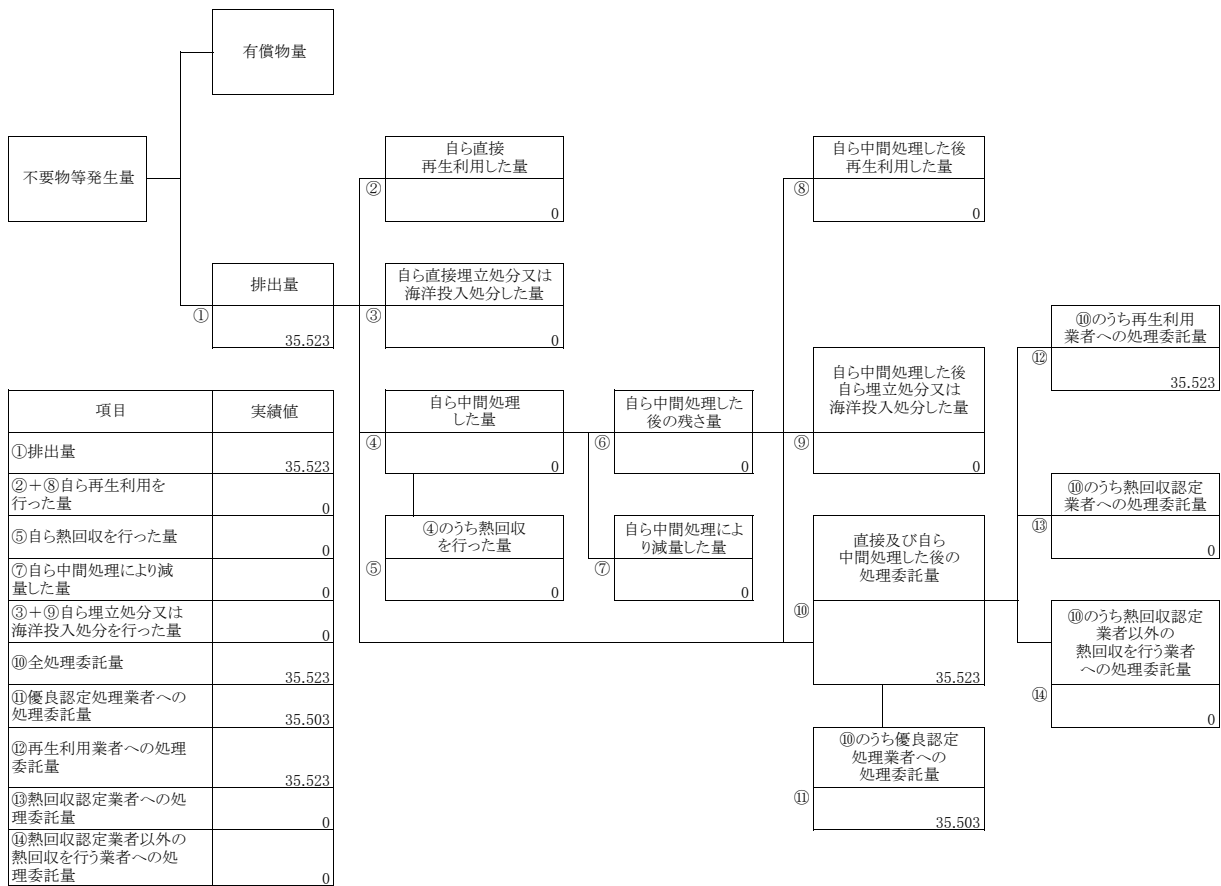 有償物量
不要物等発生量
排出量
①
35.523
自ら直接
再生利用した量
②
0
自ら直接埋立処分又は
海洋投入処分した量
③
0
自ら中間処理
した量
④
0
④のうち熱回収
を行った量
⑤
0
自ら中間処理した
後の残さ量
⑥
0
自ら中間処理によ
り減量した量
⑦
0
自ら中間処理した後
再生利用した量
⑧
0
自ら中間処理した後
自ら埋立処分又は
海洋投入処分した量
⑨
0
直接及び自ら
中間処理した後の
処理委託量
⑩
35.523
⑩のうち優良認定
処理業者への
処理委託量
⑪
35.503
⑩のうち再生利用
業者への処理委託量
⑫
35.523
⑩のうち熱回収認定
業者への処理委託量
⑬
0
⑩のうち熱回収認定
業者以外の
熱回収を行う業者
への処理委託量
⑭
0
項目 実績値
①排出量
35.523
②+⑧自ら再生利用を
行った量
0
⑤自ら熱回収を行った量
0
⑦自ら中間処理により減
量した量
0
③+⑨自ら埋立処分又は
海洋投入処分を行った量
0
⑩全処理委託量
35.523
⑪優良認定処理業者への
処理委託量
35.503
⑫再生利用業者への処理
委託量
35.523
⑬熱回収認定業者への処
理委託量
0
⑭熱回収認定業者以外の
熱回収を行う業者への処
理委託量
0